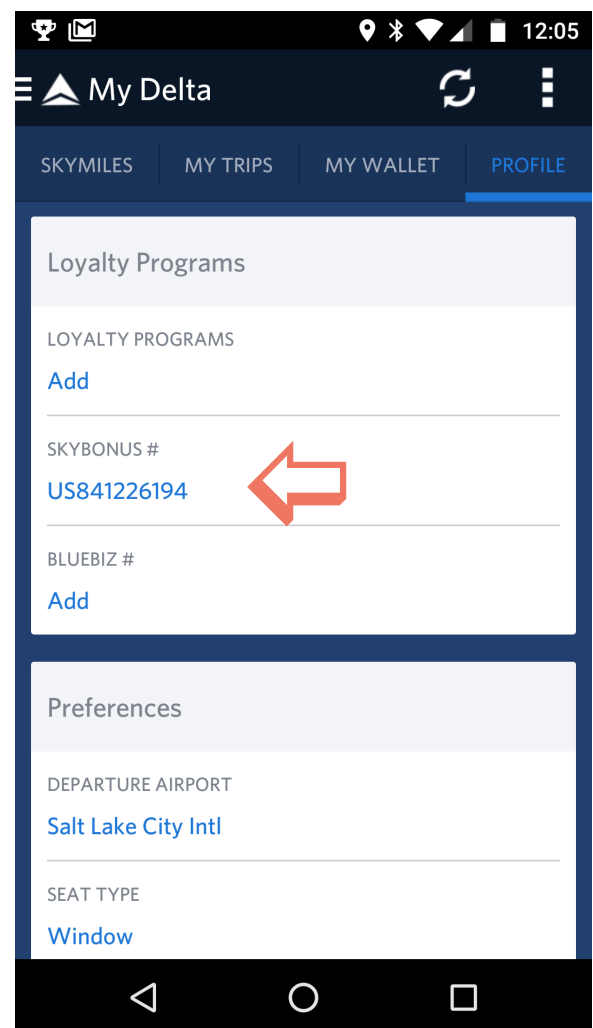 12:05
My Delta
SKYMILES MY TRIPS MY WALLET PROFILE
Loyalty Programs
LOYALTY PROGRAMS
Add
SKYBONUS #
US841226194
BLUEBIZ #
Add
Preferences
DEPARTURE AIRPORT
Salt Lake City Intl
SEAT TYPE
Window